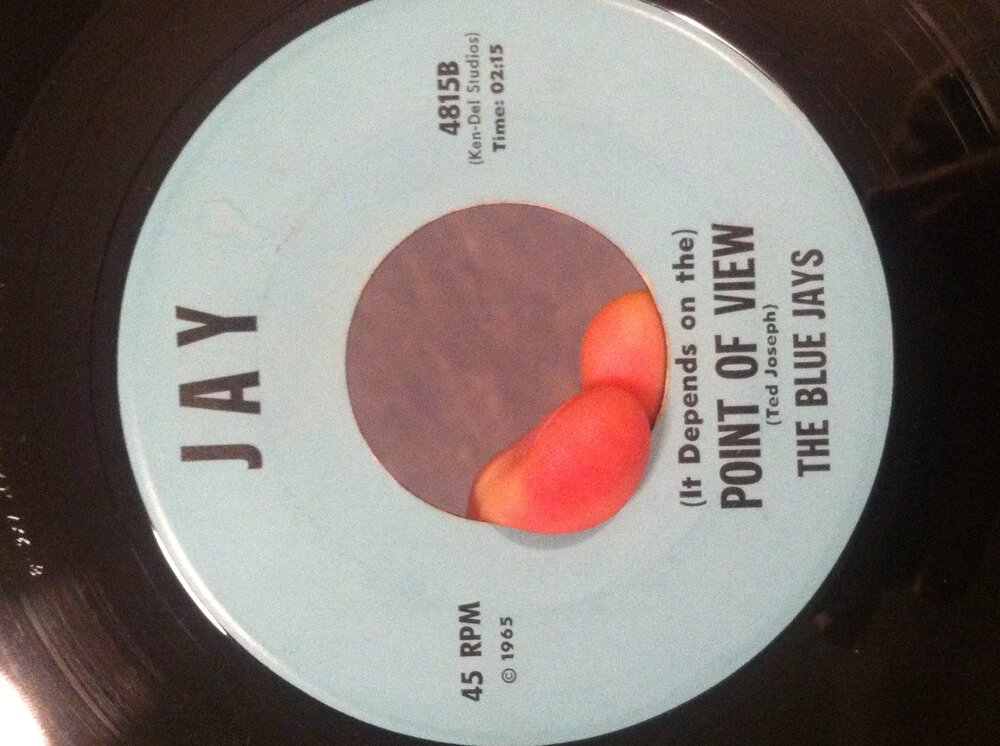 JAY
45 RPM
© 1965
4815B
(Ken-Del Studios)
Time: 02:15
(It Depends on the)
POINT OF VIEW
(Ted Joseph)
THE BLUE JAYS